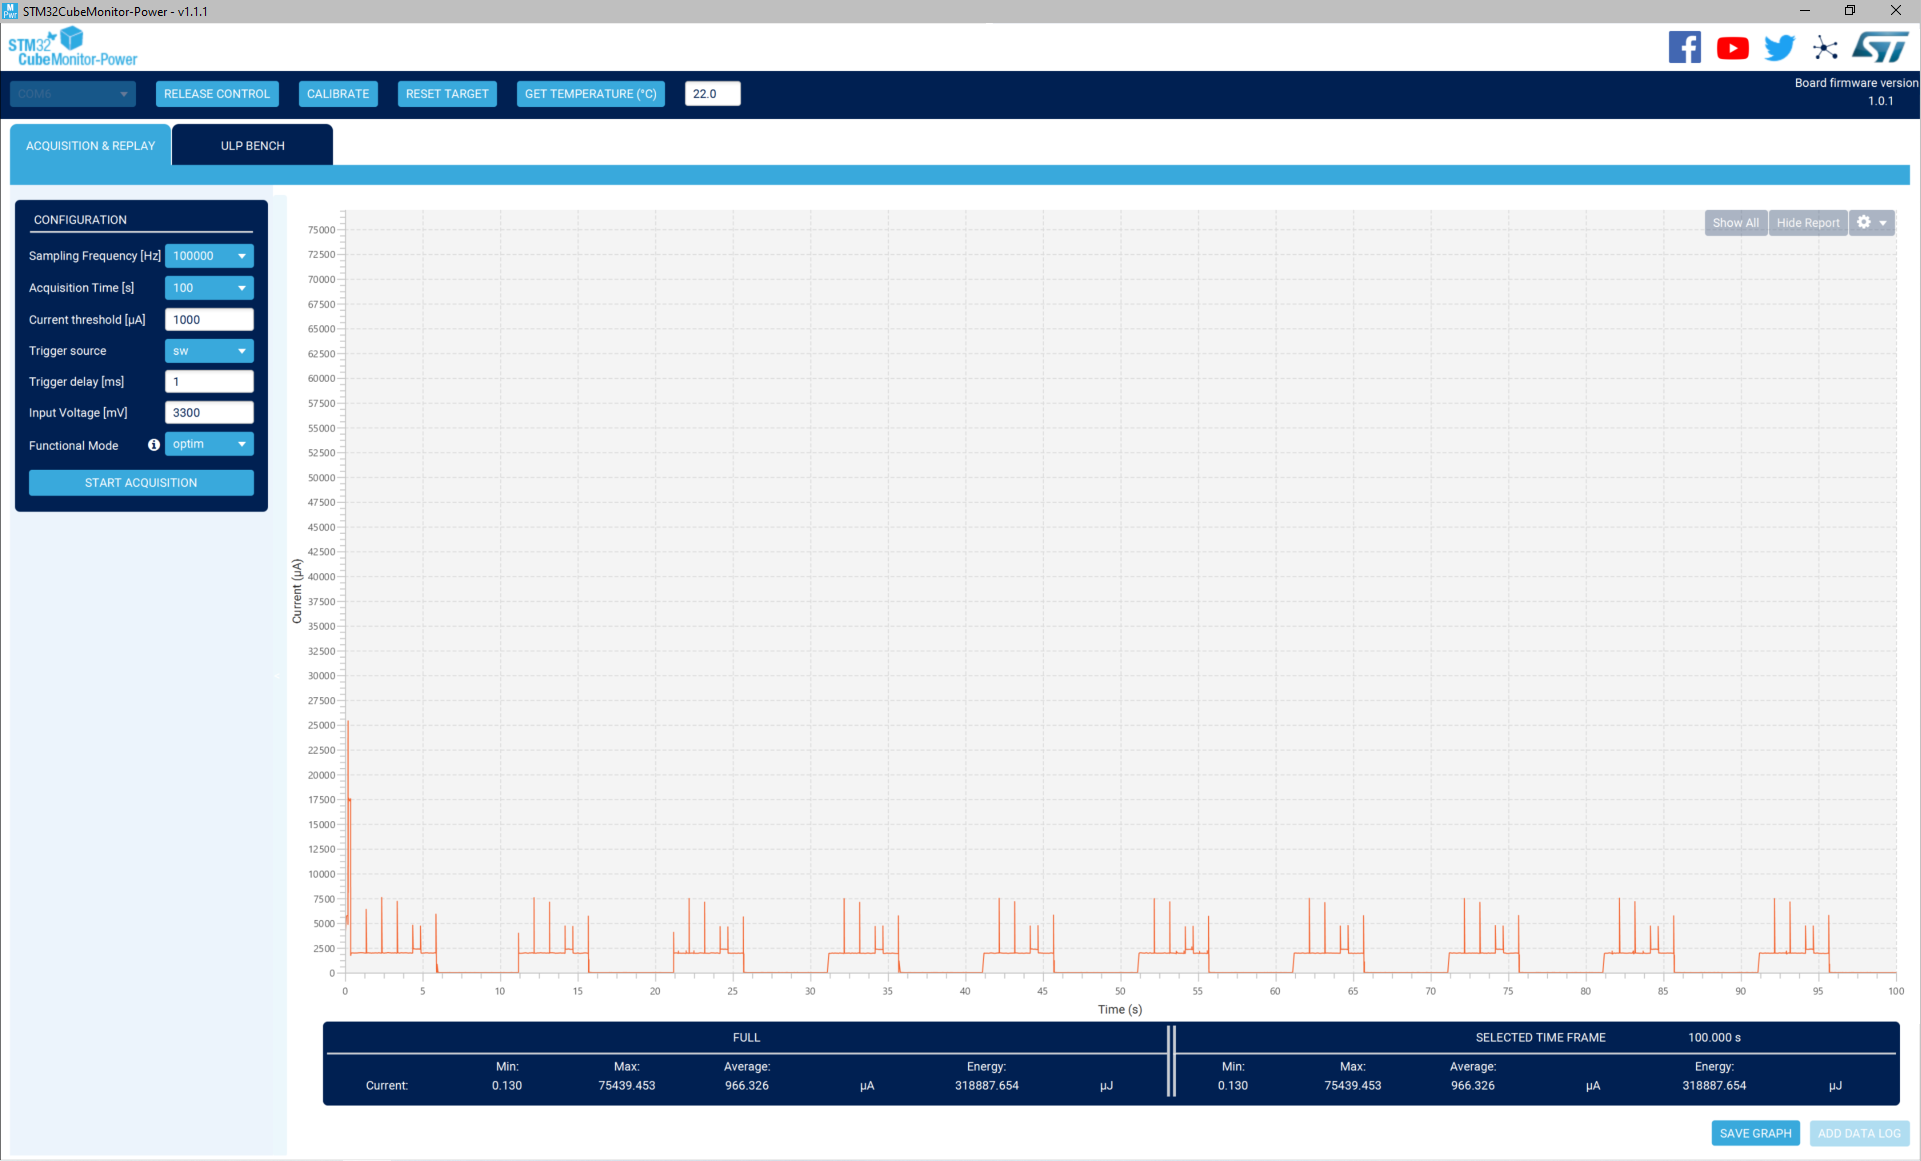 STM32CubeMonitor-Power - v1.1.1
STM32
CubeMonitor-Power
COM6
RELEASE CONTROL
CALIBRATE
RESET TARGET
GET TEMPERATURE (°C)
22.0
Board firmware version
1.0.1
ACQUISITION & REPLAY
ULP BENCH
CONFIGURATION
Sampling Frequency [Hz] 100000
Acquisition Time [s] 100
Current threshold [µA] 1000
Trigger source sw
Trigger delay [ms] 1
Input Voltage [mV] 3300
Functional Mode optim
START ACQUISITION
Show All Hide Report
Current (µA)
75000
72500
70000
67500
65000
62500
60000
57500
55000
52500
50000
47500
45000
42500
40000
37500
35000
32500
30000
27500
25000
22500
20000
17500
15000
12500
10000
7500
5000
2500
0
0 5 10 15 20 25 30 35 40 45 50 55 60 65 70 75 80 85 90 95 100
Time (s)
FULL
Min: Max: Average: Energy:
Current: 0.130 75439.453 966.326 µA 318887.654 µJ
SELECTED TIME FRAME 100.000 s
Min: Max: Average: Energy:
0.130 75439.453 966.326 µA 318887.654 µJ
SAVE GRAPH
ADD DATA LOG